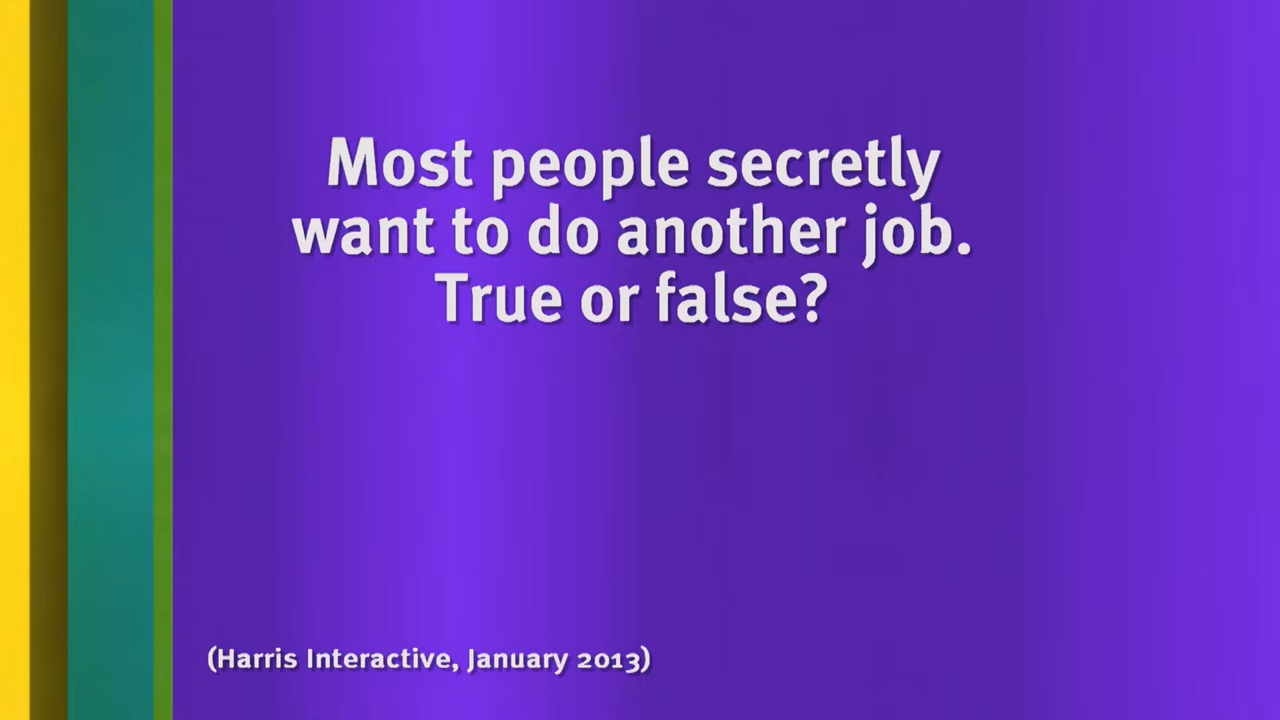 Most people secretly
want to do another job.
True or false?
(Harris Interactive, January 2013)